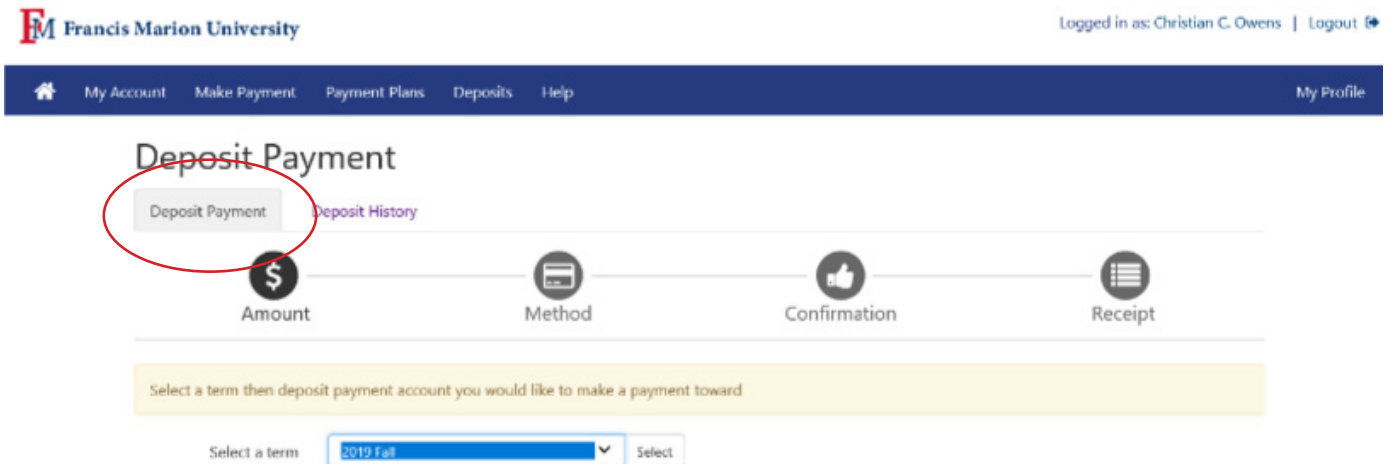 FM Francis Marion University
Logged in as: Christian C. Owens | Logout
My Account Make Payment Payment Plans Deposits Help My Profile
Deposit Payment
Deposit Payment Deposit History
$
Amount Method Confirmation Receipt
Select a term then deposit payment account you would like to make a payment toward
Select a term 2019 Fall Select